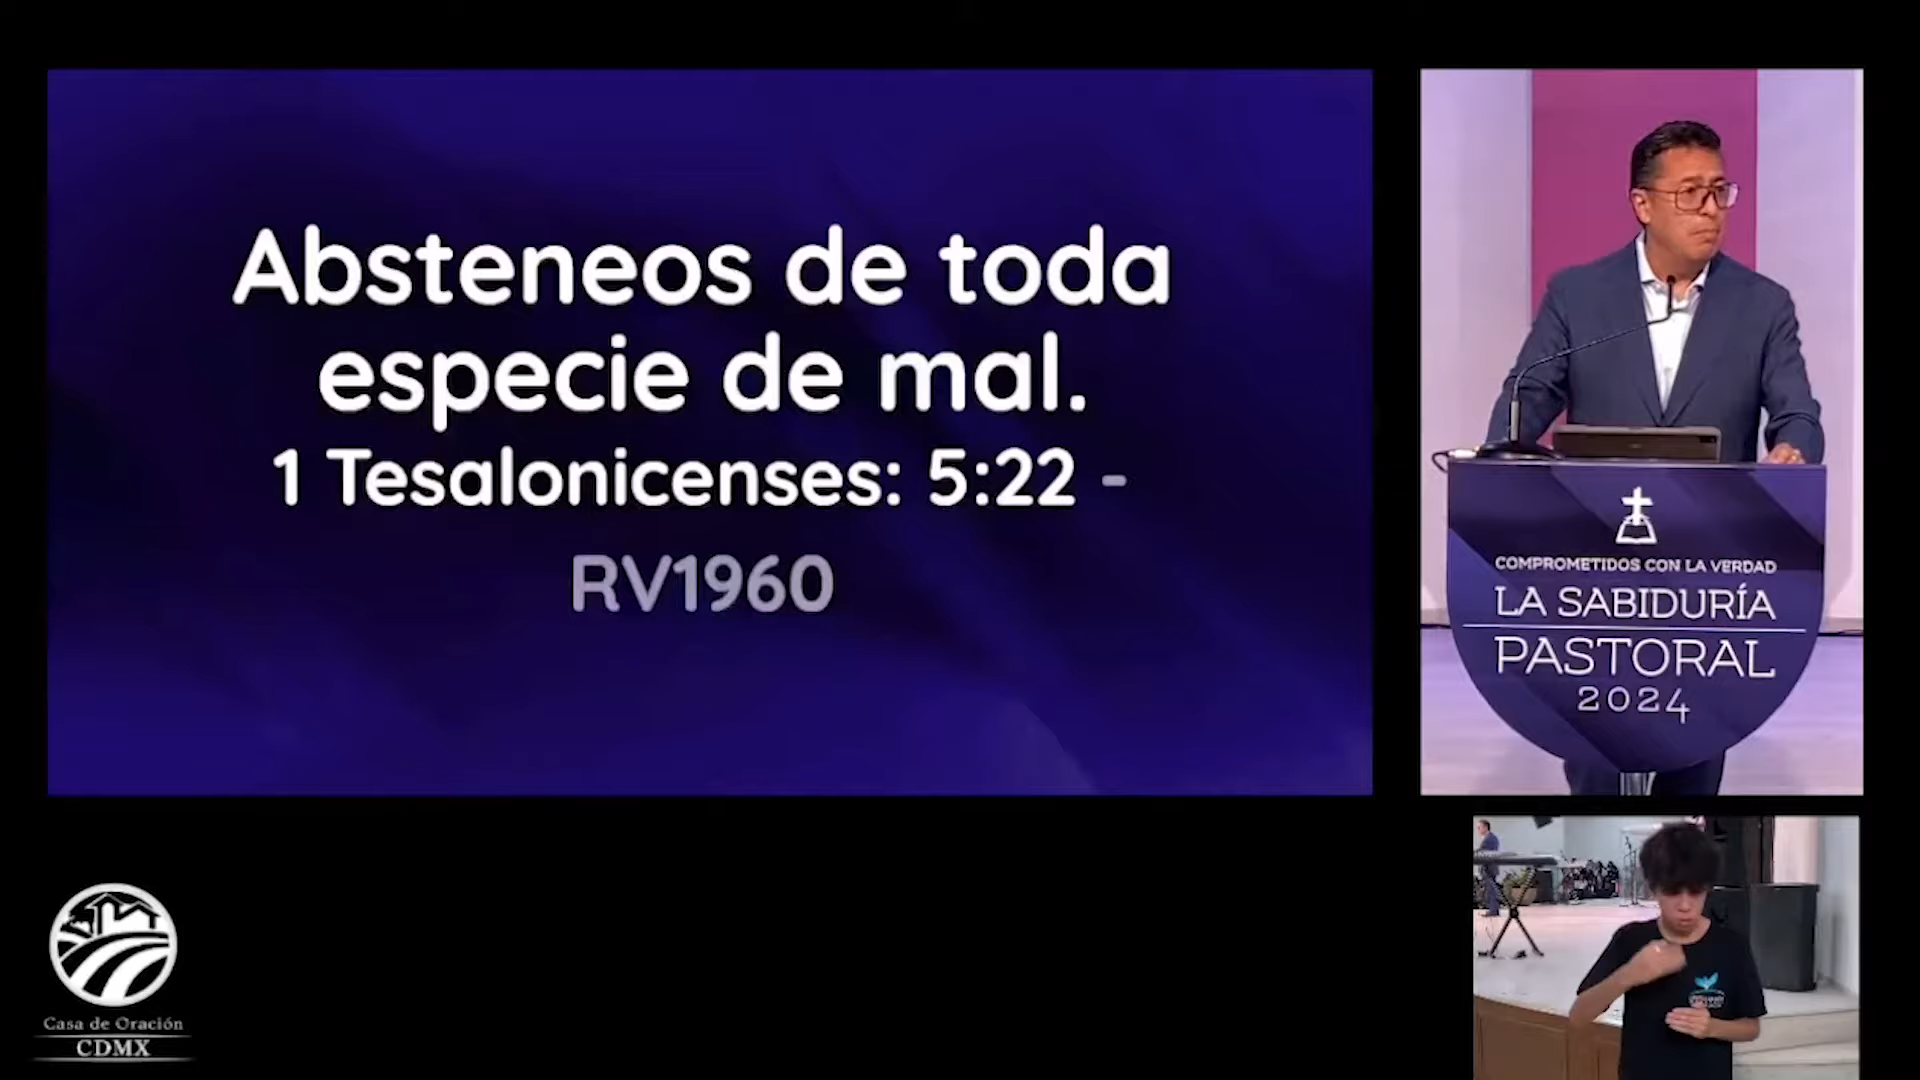 Absteneos de toda
especie de mal.
1 Tesalonicenses: 5:22 -
RV1960
COMPROMETIDOS CON LA VERDAD
LA SABIDURÍA
PASTORAL
2024
Casa de Oración
CDMX